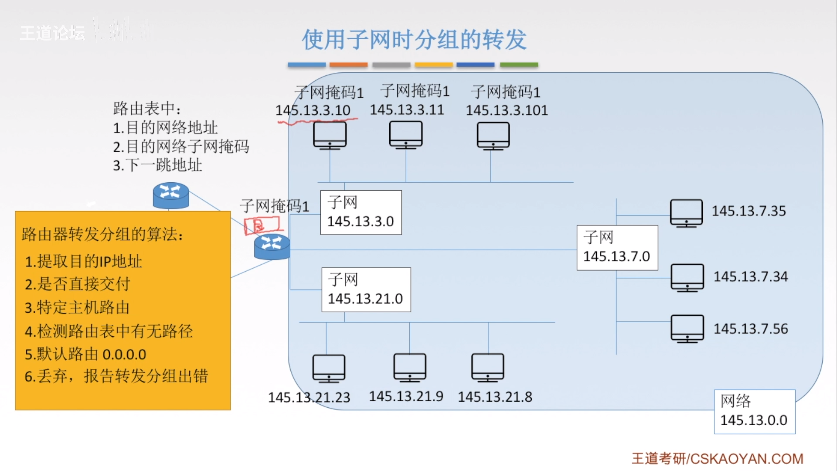 王道论坛
使用子网时分组的转发
子网掩码1 子网掩码1 子网掩码1
145.13.3.10 145.13.3.11 145.13.3.101
路由表中：
1.目的网络地址
2.目的网络子网掩码
3.下一跳地址
子网掩码1
子网
145.13.3.0
路由器转发分组的算法：
1.提取目的IP地址
2.是否直接交付
3.特定主机路由
4.检测路由表中有无路径
5.默认路由 0.0.0.0
6.丢弃，报告转发分组出错
子网
145.13.7.0
145.13.7.35
145.13.7.34
145.13.7.56
子网
145.13.21.0
145.13.21.23 145.13.21.9 145.13.21.8
网络
145.13.0.0
王道考研/CSKAOYAN.COM